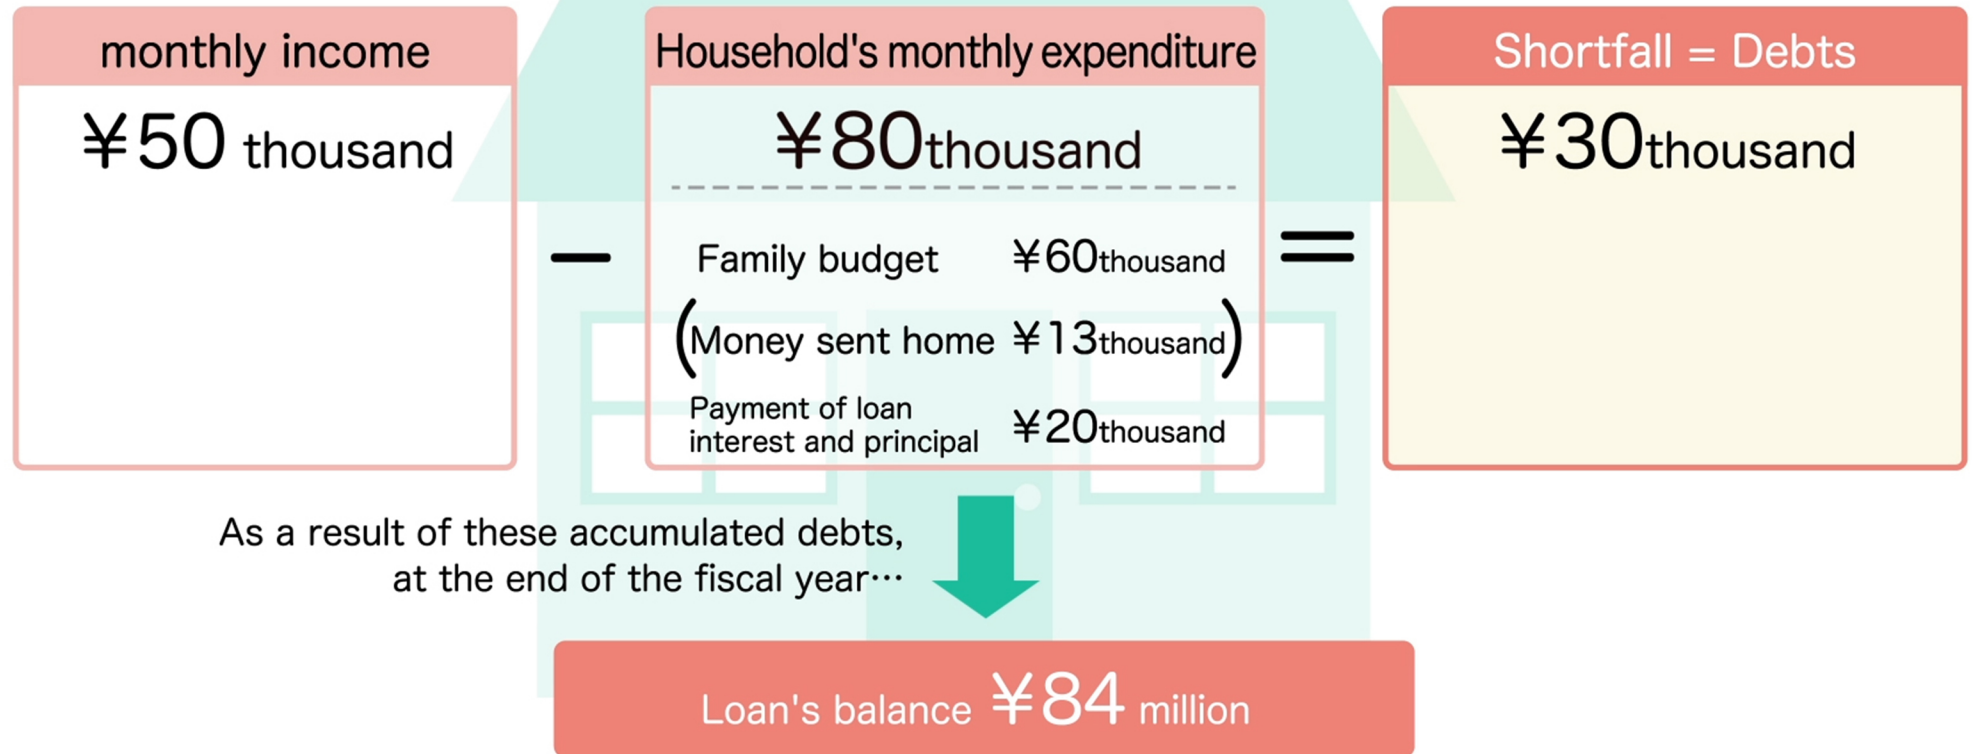 monthly income
¥50 thousand
−
Household's monthly expenditure
¥80thousand
Family budget ¥60thousand
(Money sent home ¥13thousand)
Payment of loan
interest and principal ¥20thousand
=
Shortfall = Debts
¥30thousand
As a result of these accumulated debts,
at the end of the fiscal year…
Loan's balance ¥84 million